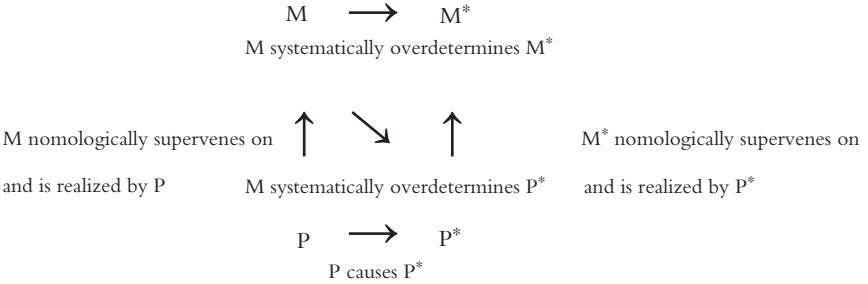 M → M*
M systematically overdetermines M*
M nomologically supervenes on
M* nomologically supervenes on
and is realized by P
M systematically overdetermines P*
and is realized by P*
P → P*
P causes P*